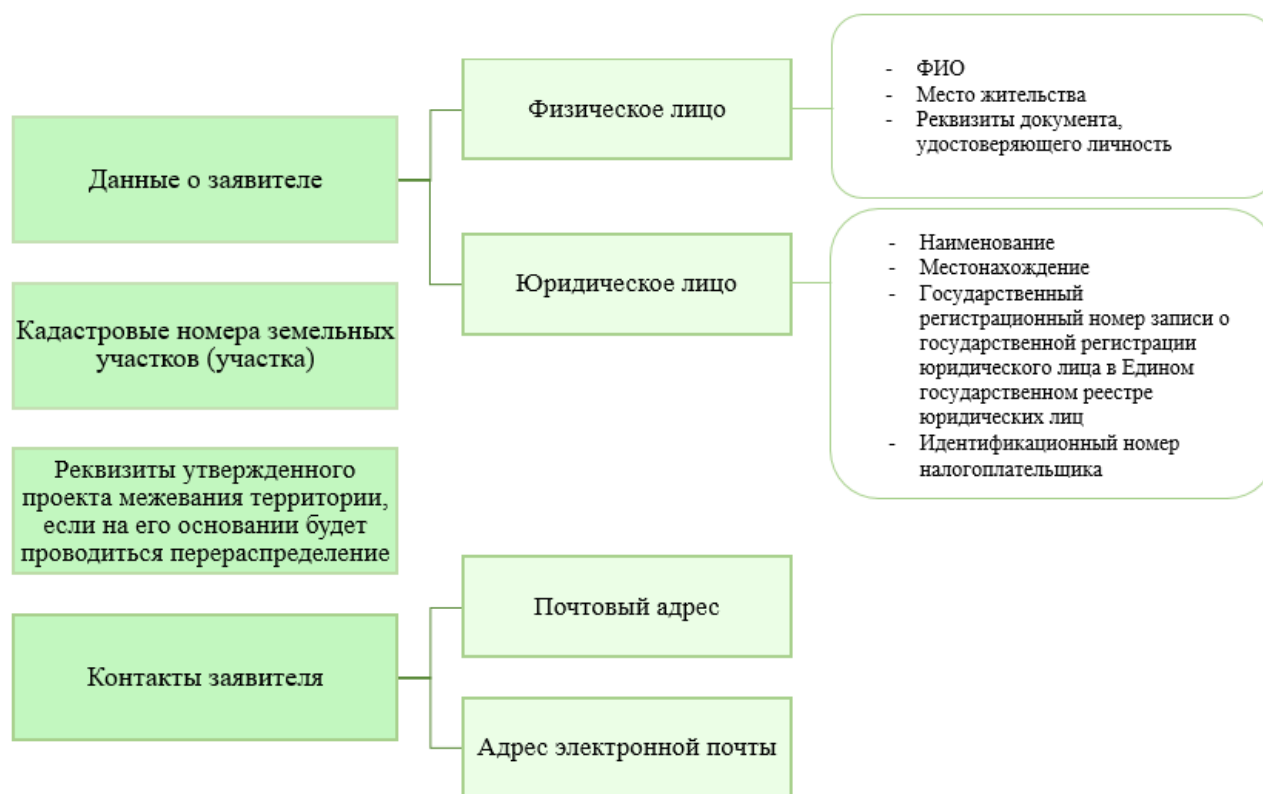 Данные о заявителе
Физическое лицо
- ФИО
- Место жительства
- Реквизиты документа,
удостоверяющего личность
Юридическое лицо
- Наименование
- Местонахождение
- Государственный
регистрационный номер записи о
государственной регистрации
юридического лица в Едином
государственном реестре
юридических лиц
- Идентификационный номер
налогоплательщика
Кадастровые номера земельных
участков (участка)
Реквизиты утвержденного
проекта межевания территории,
если на его основании будет
проводиться перераспределение
Контакты заявителя
Почтовый адрес
Адрес электронной почты